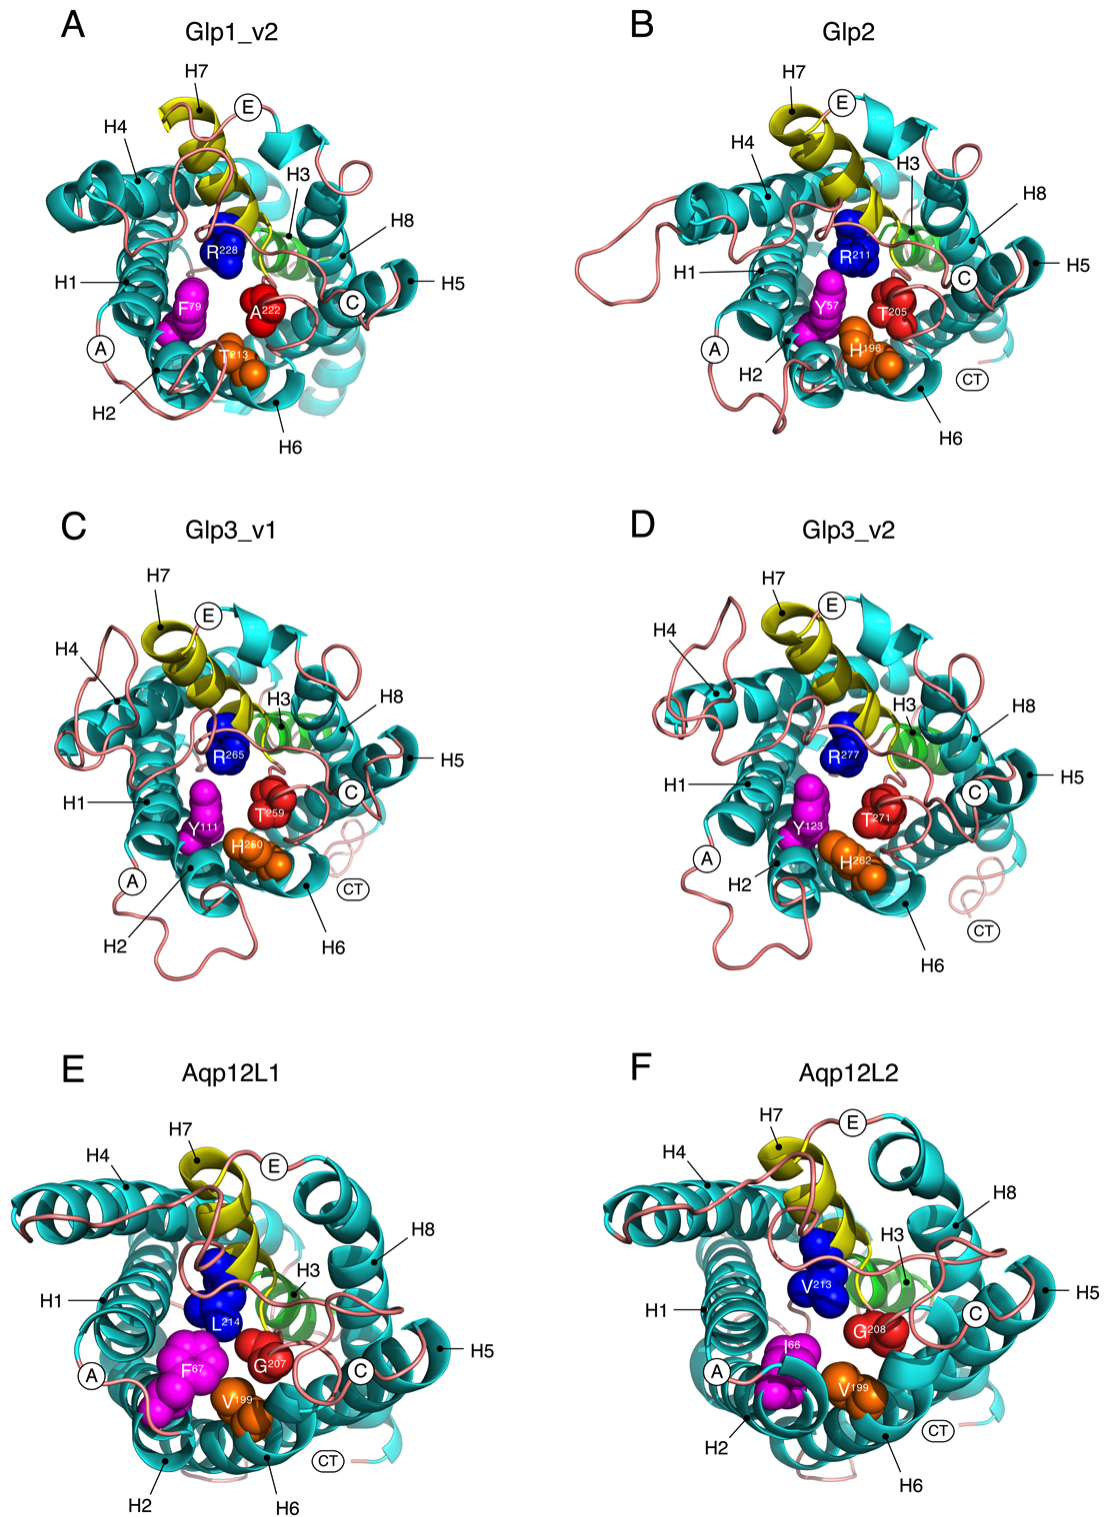 A
Glp1_v2
H7
E
H4
H3
H8
R228
H1
H5
F79
A222
C
A
T213
H2
H6
B
Glp2
H7
E
H4
H3
H8
R211
H1
H5
C
Y57
T205
A
H196
H2
CT
H6
C
Glp3_v1
H7
E
H4
H3
H8
R265
H5
H1
C
Y111
T259
H250
A
CT
H2
H6
D
Glp3_v2
H7
E
H4
H3
H8
R277
H5
H1
C
Y123
T271
A
H262
H2
CT
H6
E
Aqp12L1
H7
H4
E
H8
H3
H1
L214
H5
F67
G207
A
C
V199
CT
H2
H6
F
Aqp12L2
H7
E
H4
H8
H3
V213
H5
H1
C
G208
I66
A
V199
CT
H2
H6